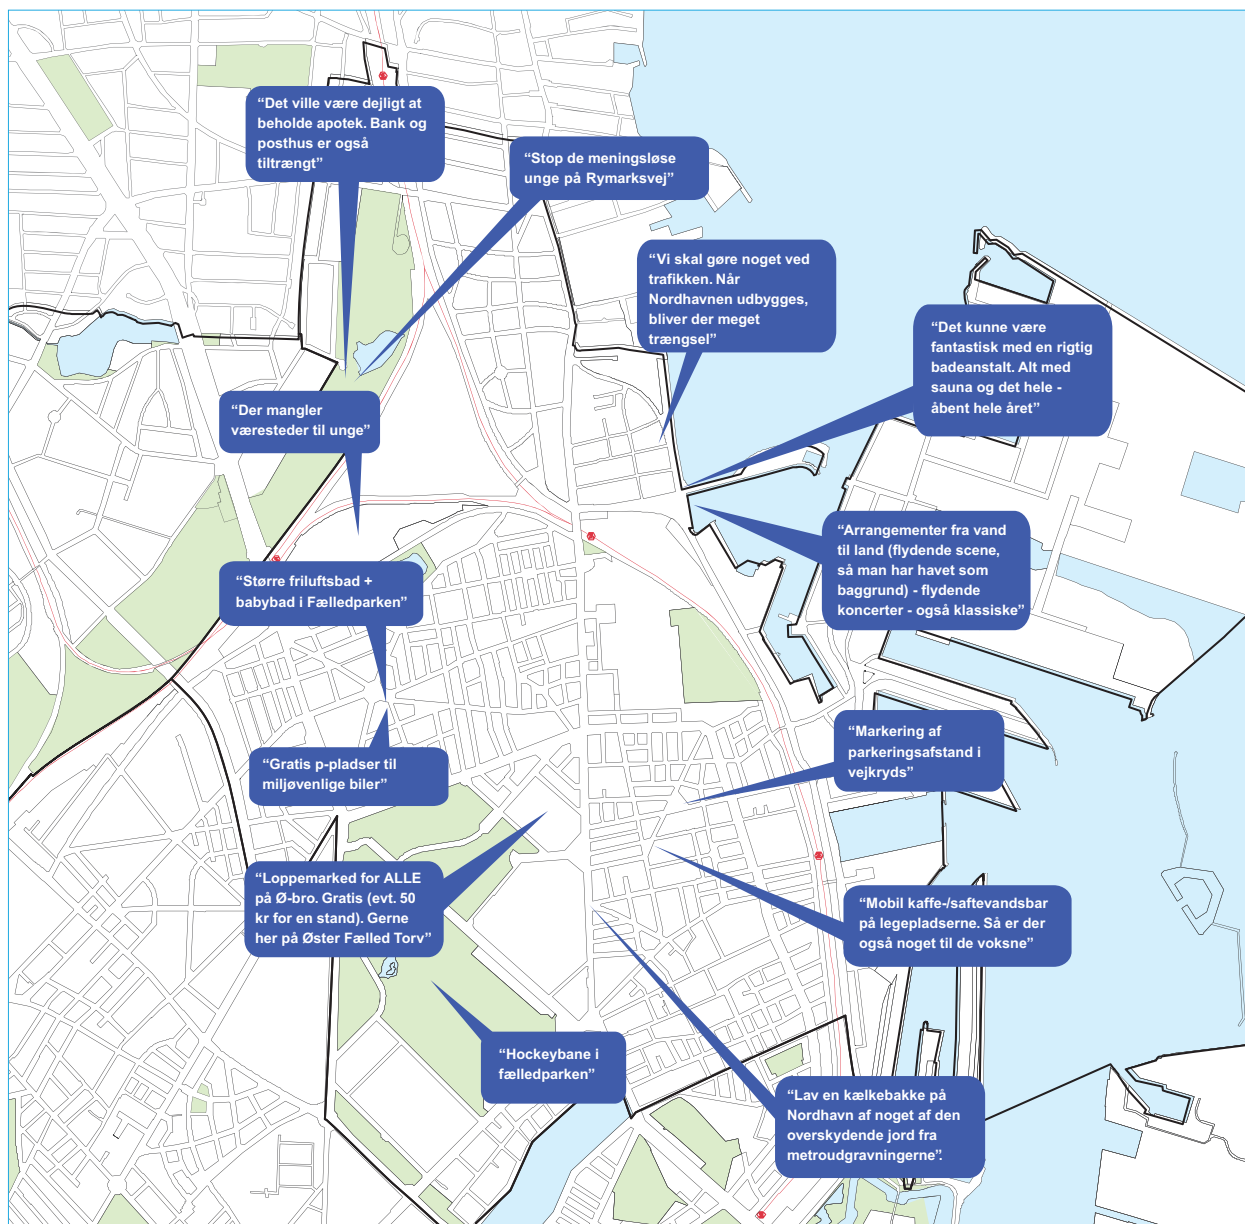 “Det ville være dejligt at
beholde apotek. Bank og
posthus er også
tiltrængt”
“Stop de meningsløse
unge på Rymarksvej”
“Vi skal gøre noget ved
trafikken. Når
Nordhavnen udbygges,
bliver der meget
trængsel”
“Det kunne være
fantastisk med en rigtig
badeanstalt. Alt med
sauna og det hele -
åbent hele året”
“Der mangler
væresteder til unge”
“Arrangementer fra vand
til land (flydende scene,
så man har havet som
baggrund) - flydende
koncerter - også klassiske”
“Større friluftsbad +
babybad i Fælledparken”
“Markering af
parkeringsafstand i
vejkryds”
“Gratis p-pladser til
miljøvenlige biler”
“Loppemarked for ALLE
på Ø-bro. Gratis (evt. 50
kr for en stand). Gerne
her på Øster Fælled Torv”
“Mobil kaffe-/saftevandsbar
på legepladserne. Så er der
også noget til de voksne”
“Hockeybane i
fælledparken”
“Lav en kælkebakke på
Nordhavn af noget af den
overskydende jord fra
metroudgravningerne”.